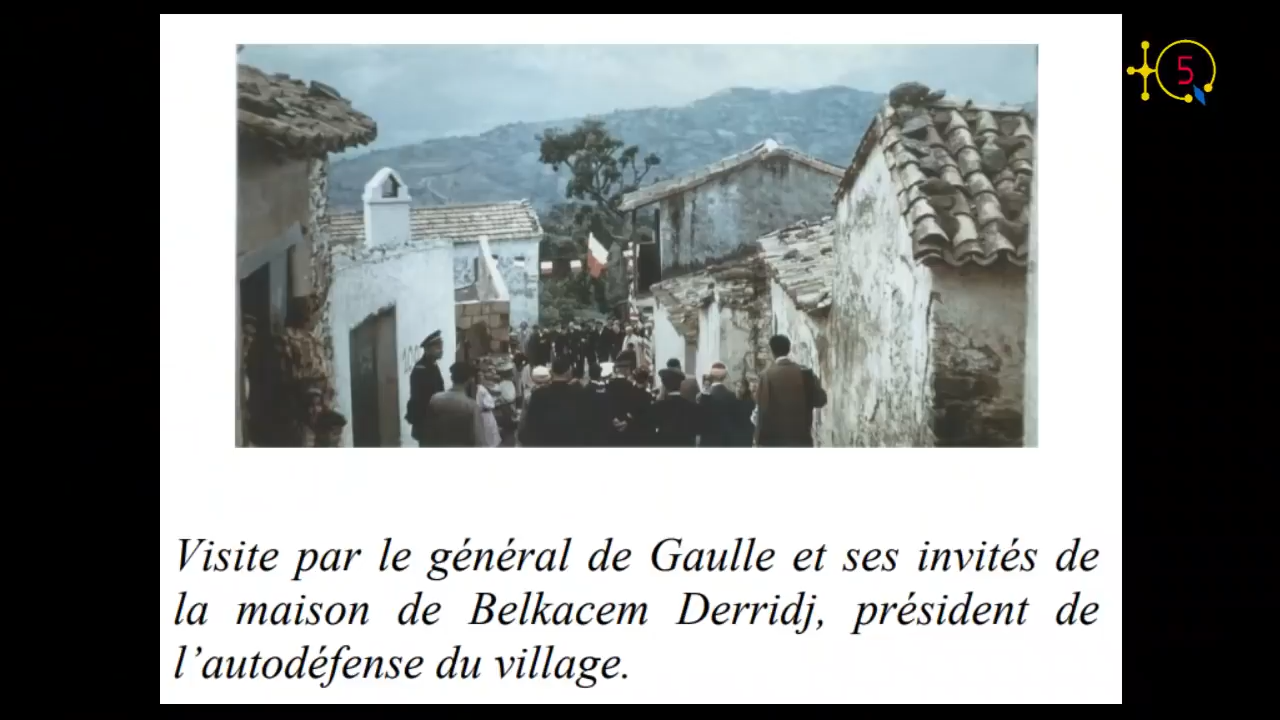 5
Visite par le général de Gaulle et ses invités de
la maison de Belkacem Derridj, président de
l’autodéfense du village.